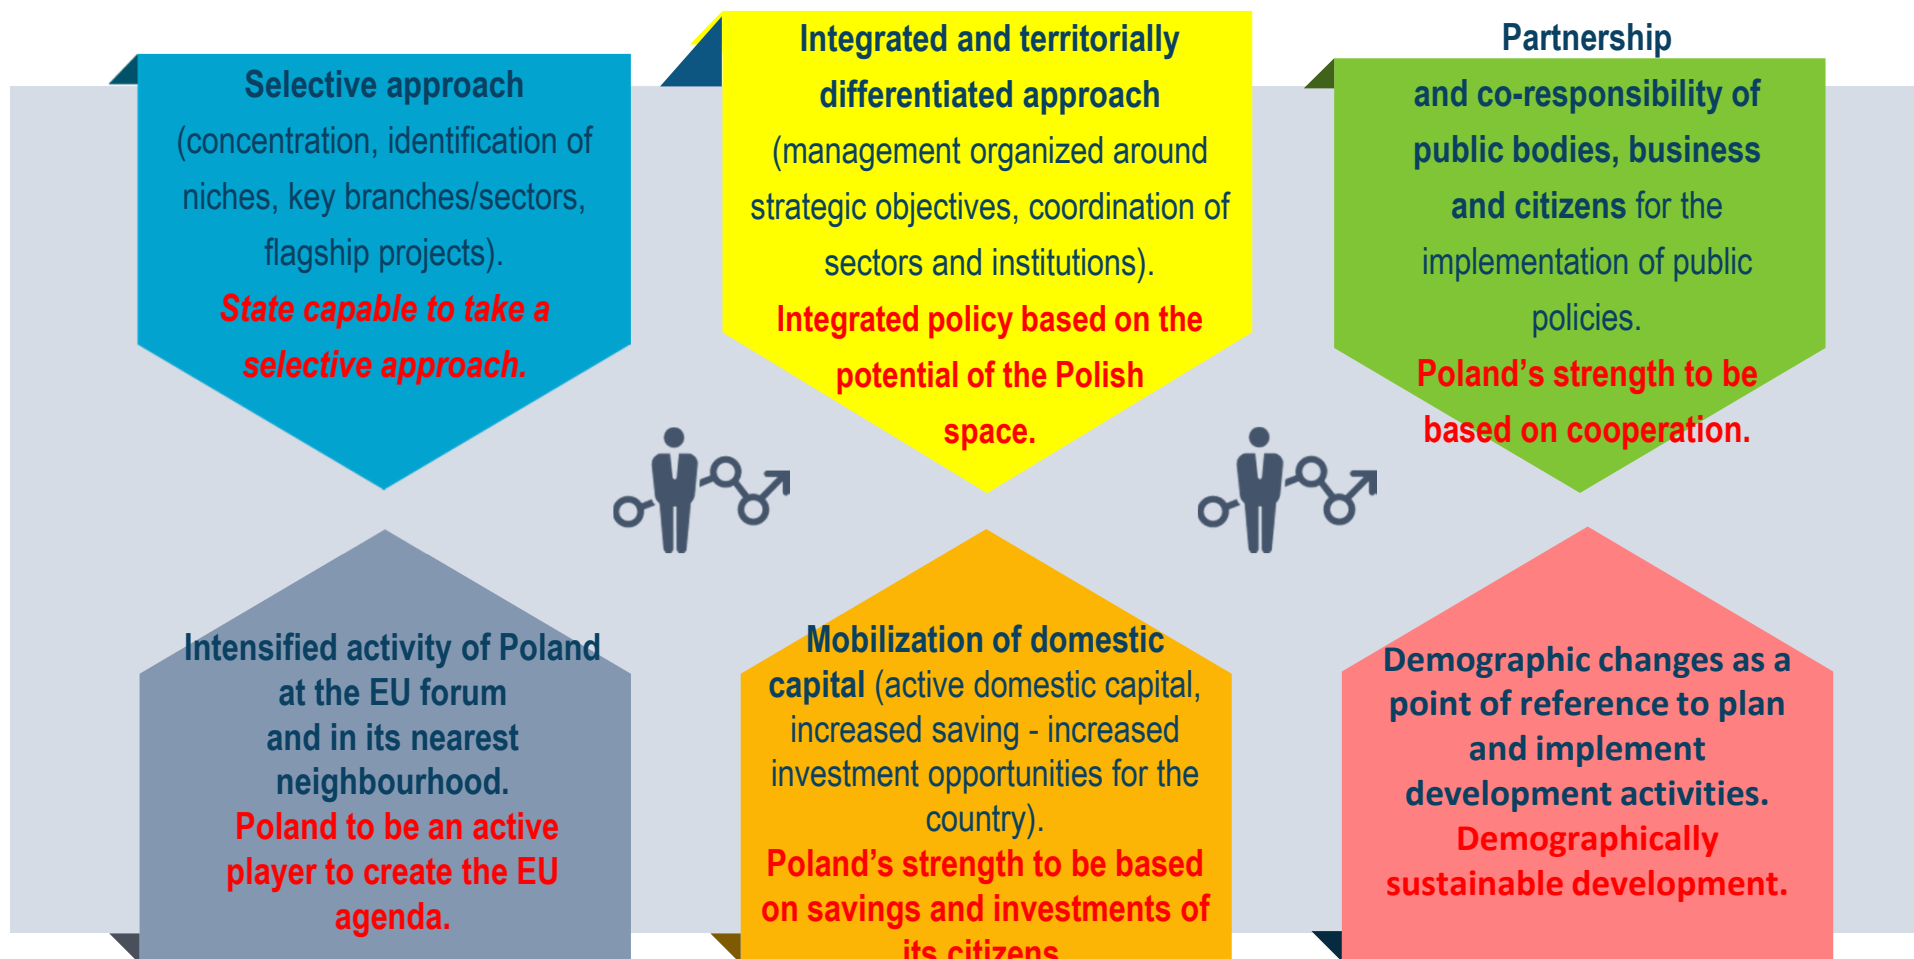 Selective approach
(concentration, identification of
niches, key branches/sectors,
flagship projects).
State capable to take a
selective approach.
Integrated and territorially
differentiated approach
(management organized around
strategic objectives, coordination of
sectors and institutions).
Integrated policy based on the
potential of the Polish
space.
Partnership
and co-responsibility of
public bodies, business
and citizens for the
implementation of public
policies.
Poland’s strength to be
based on cooperation.
Intensified activity of Poland
at the EU forum
and in its nearest
neighbourhood.
Poland to be an active
player to create the EU
agenda.
Mobilization of domestic
capital (active domestic capital,
increased saving - increased
investment opportunities for the
country).
Poland’s strength to be based
on savings and investments of
its citizens
Demographic changes as a
point of reference to plan
and implement
development activities.
Demographically
sustainable development.